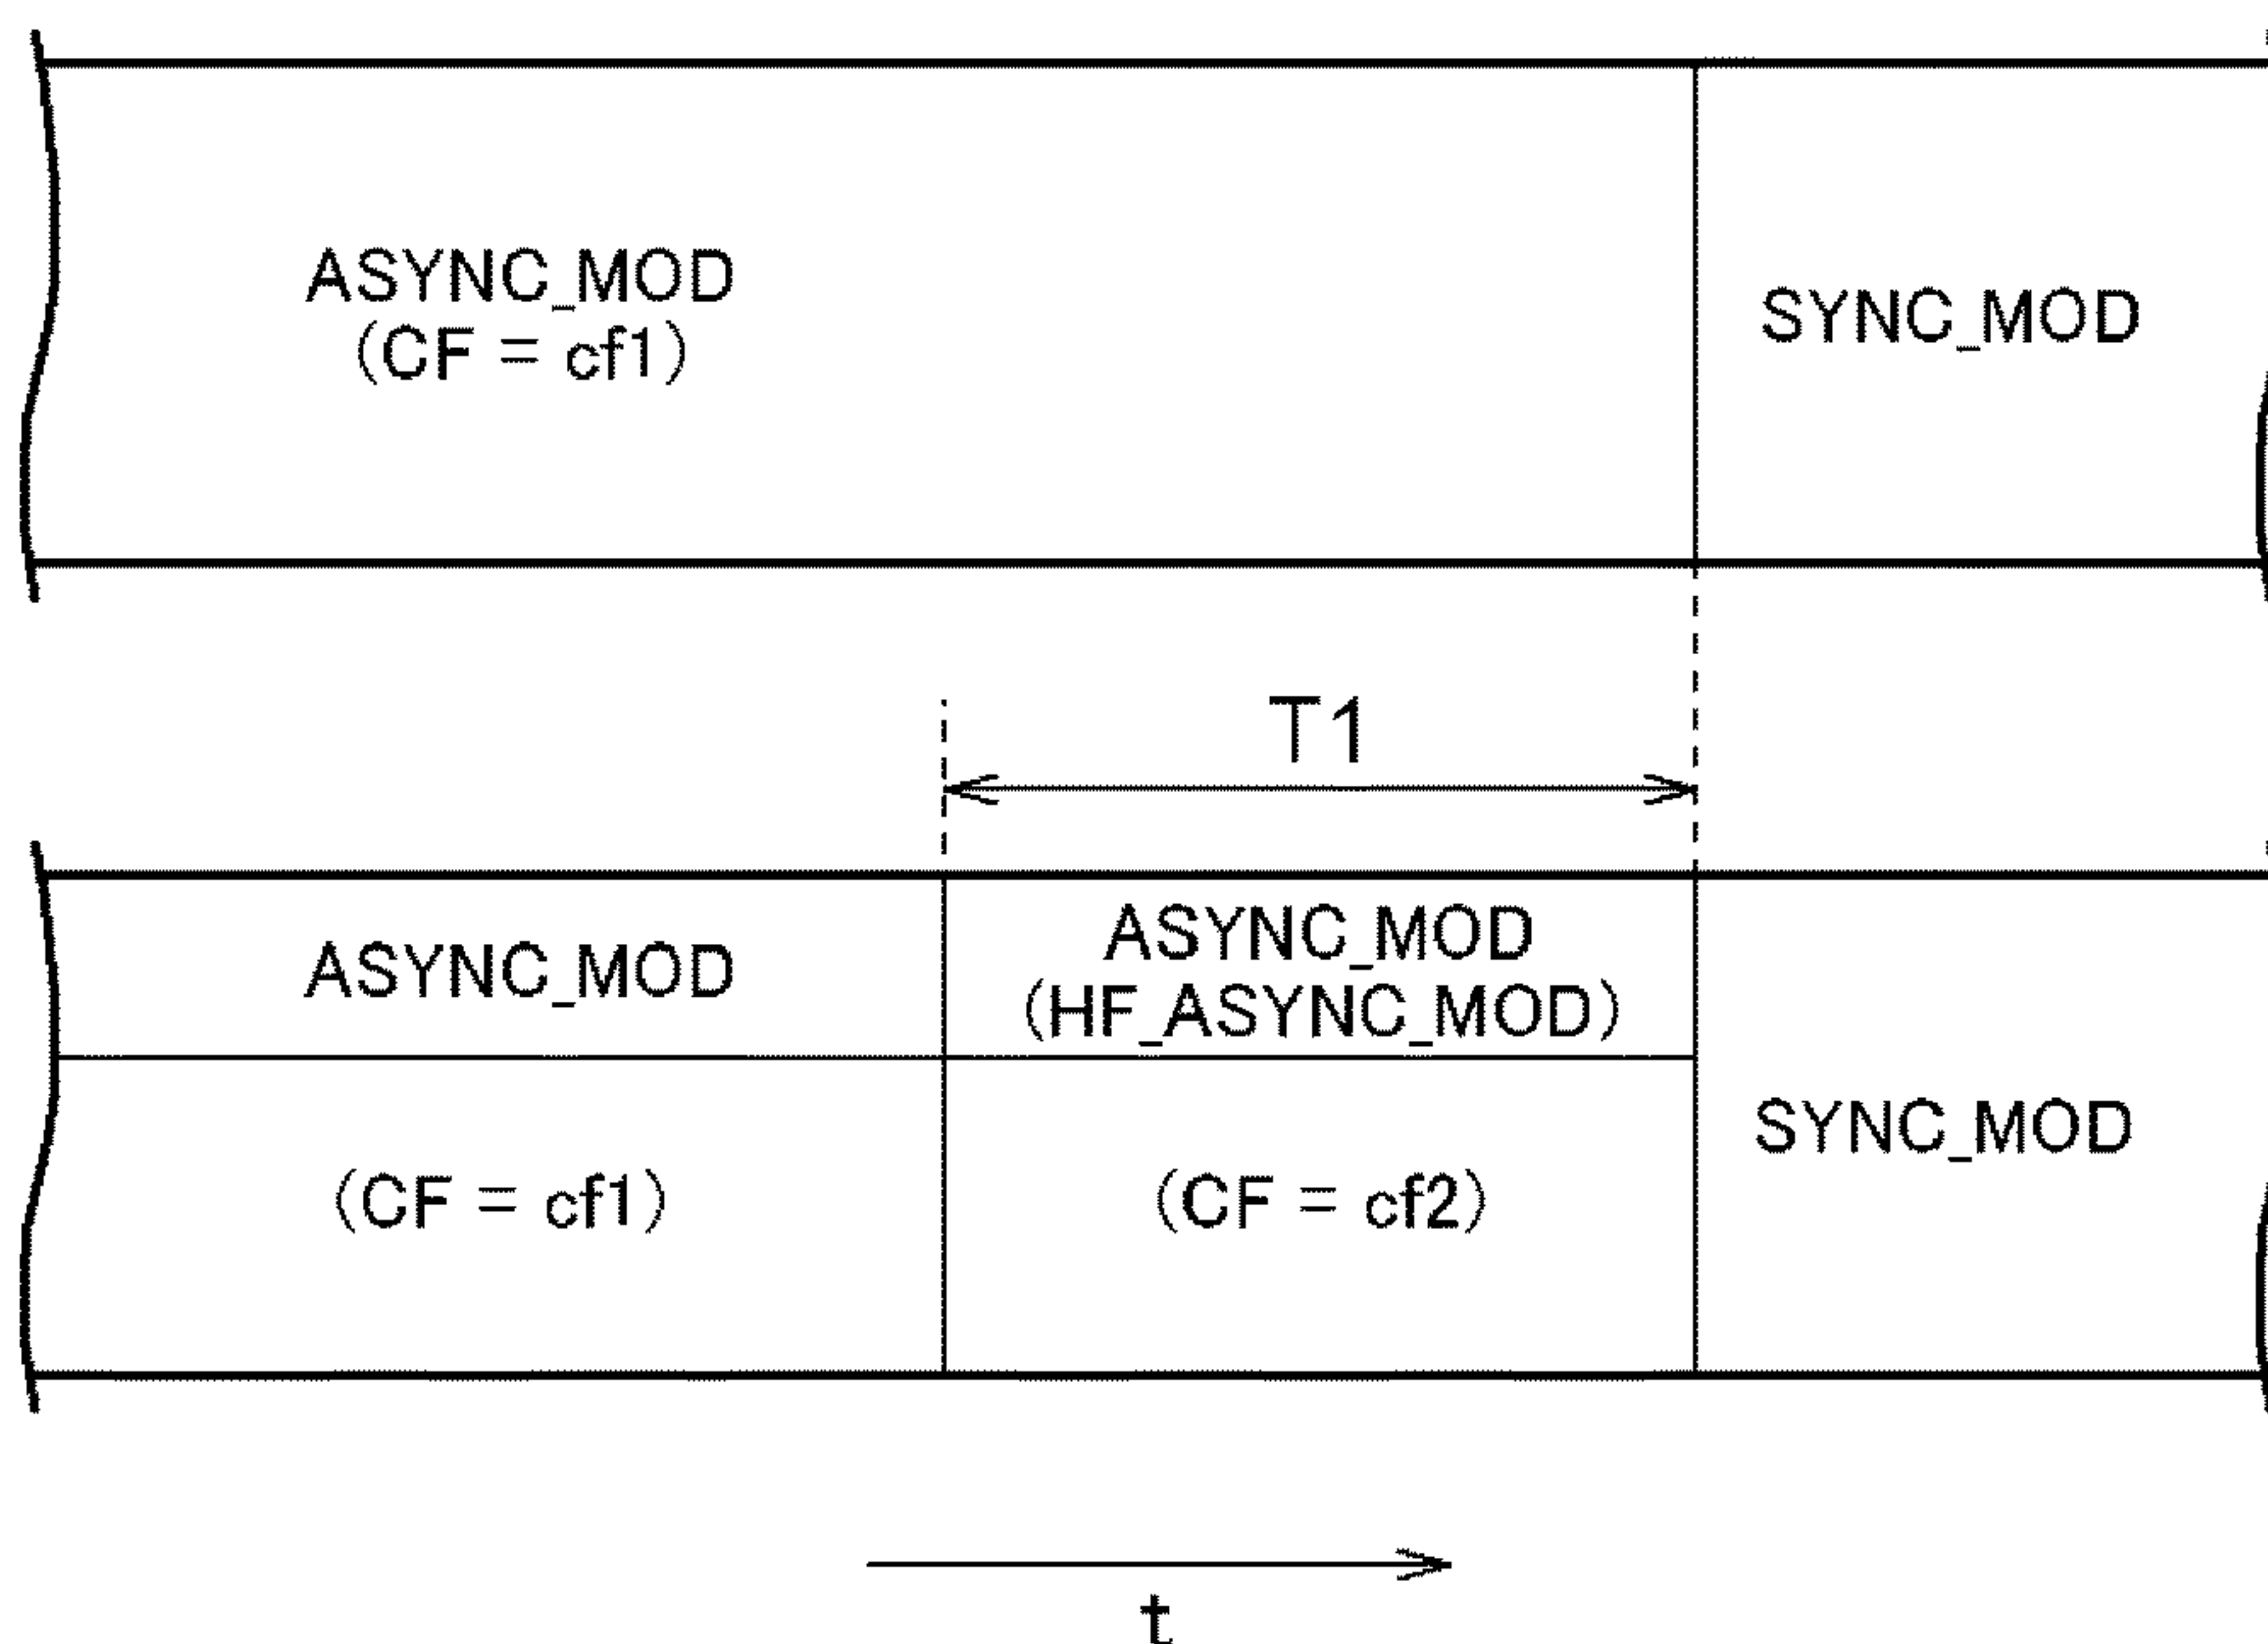 ASYNC_MOD
(CF = cf1)
SYNC_MOD
T1
ASYNC_MOD
ASYNC_MOD
(HF_ASYNC_MOD)
(CF = cf1)
(CF = cf2)
SYNC_MOD
t